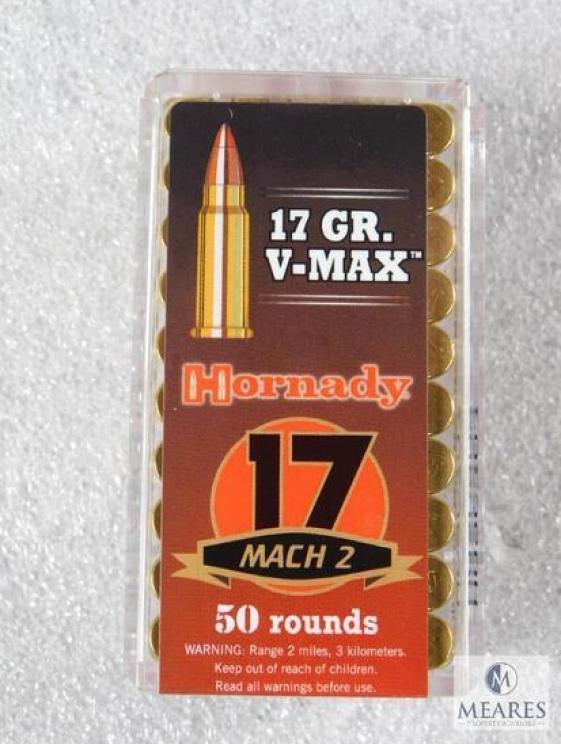 17 GR.
V-MAX™
Hornady
17
MACH 2
50 rounds
WARNING: Range 2 miles, 3 kilometers.
Keep out of reach of children.
Read all warnings before use.
M
MEARES